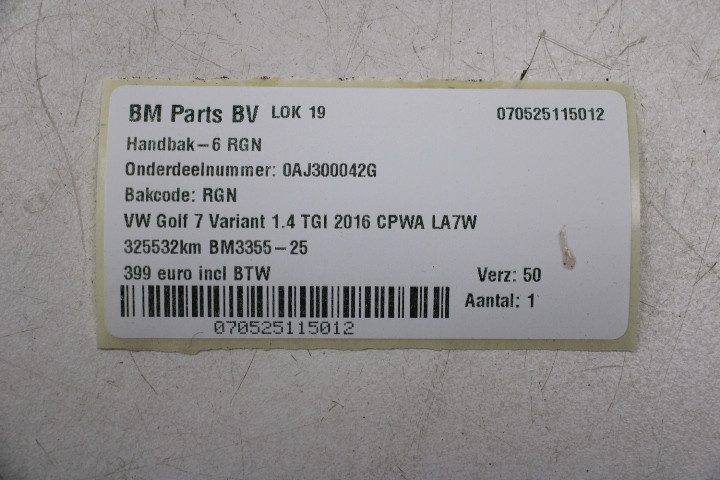 BM Parts BV LOK 19 070525115012
Handbak-6 RGN
Onderdeelnummer: 0AJ300042G
Bakcode: RGN
VW Golf 7 Variant 1.4 TGI 2016 CPWA LA7W
325532km BM3355-25
399 euro incl BTW Verz: 50
Aantal: 1
070525115012